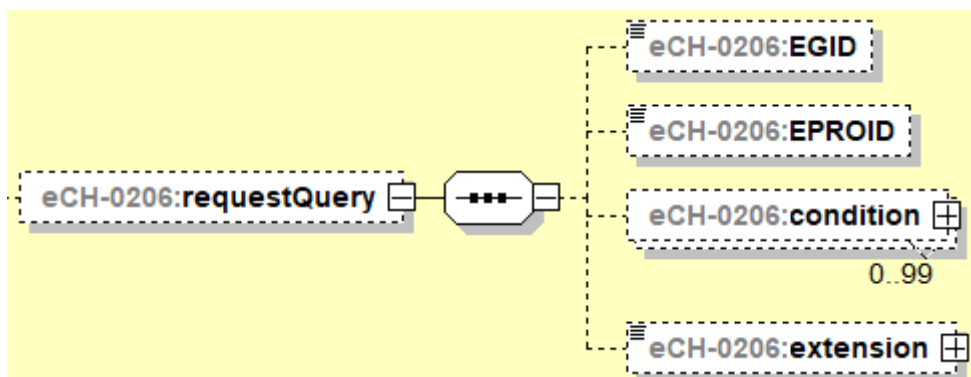 eCH-0206:EGID
eCH-0206:EPROID
eCH-0206:requestQuery
eCH-0206:condition
0..99
eCH-0206:extension